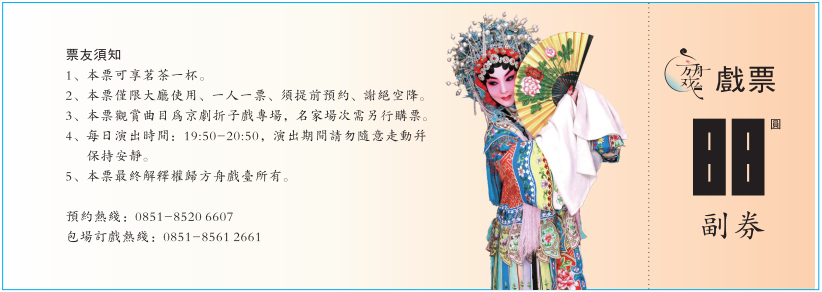 票友須知
1、本票可享茗茶一杯。
2、本票僅限大廳使用、一人一票、須提前預約、謝絕空降。
3、本票觀賞曲目爲京劇折子戲專場，名家場次需另行購票。
4、每日演出時間：19:50-20:50，演出期間請勿隨意走動并
保持安靜。
5、本票最終解釋權歸方舟戲臺所有。
預約熱綫：0851-8520 6607
包場訂戲熱綫：0851-8561 2661
戲票
88
圓
副券